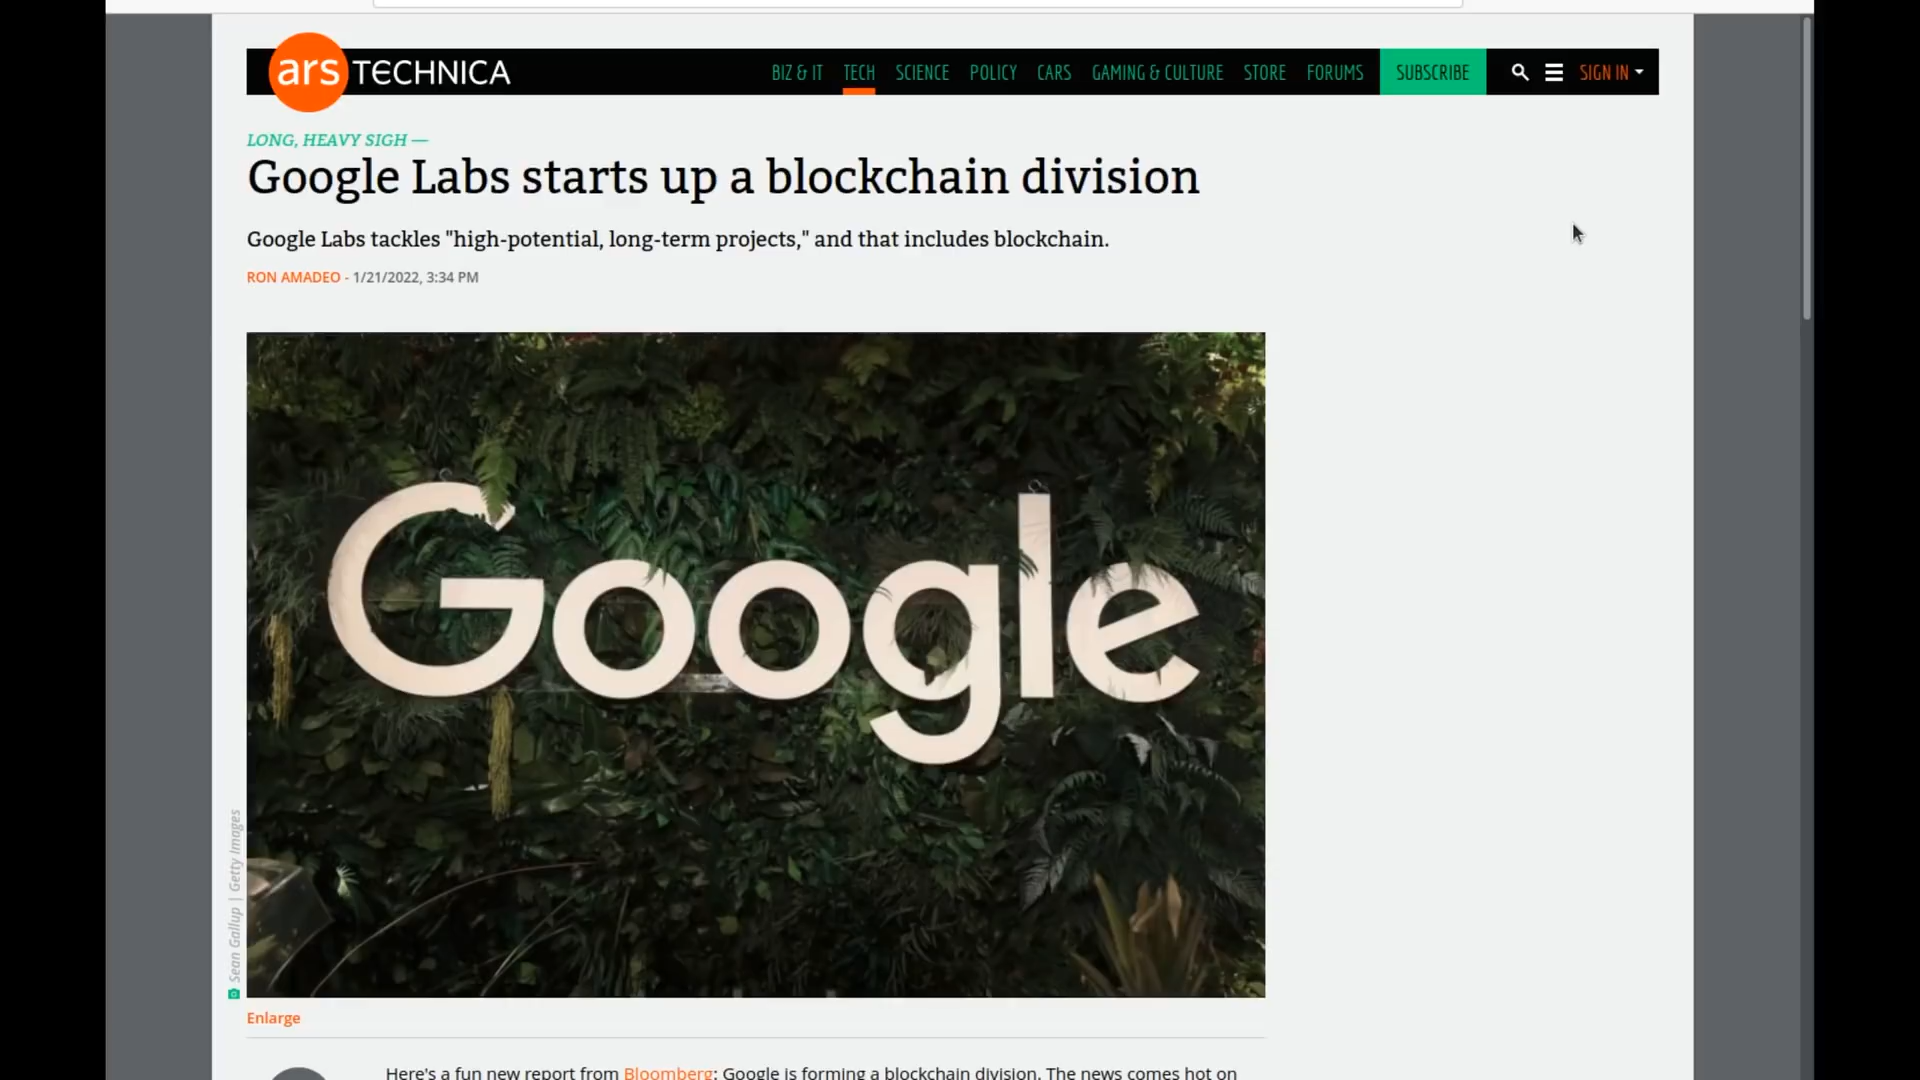 ars TECHNICA
BIZ & IT TECH SCIENCE POLICY CARS GAMING & CULTURE STORE FORUMS SUBSCRIBE SIGN IN
LONG, HEAVY SIGH —
Google Labs starts up a blockchain division
Google Labs tackles "high-potential, long-term projects," and that includes blockchain.
RON AMADEO - 1/21/2022, 3:34 PM
Google
Sean Gallup | Getty Images
Enlarge
Here's a fun new report from Bloomberg: Google is forming a blockchain division. The news comes hot on